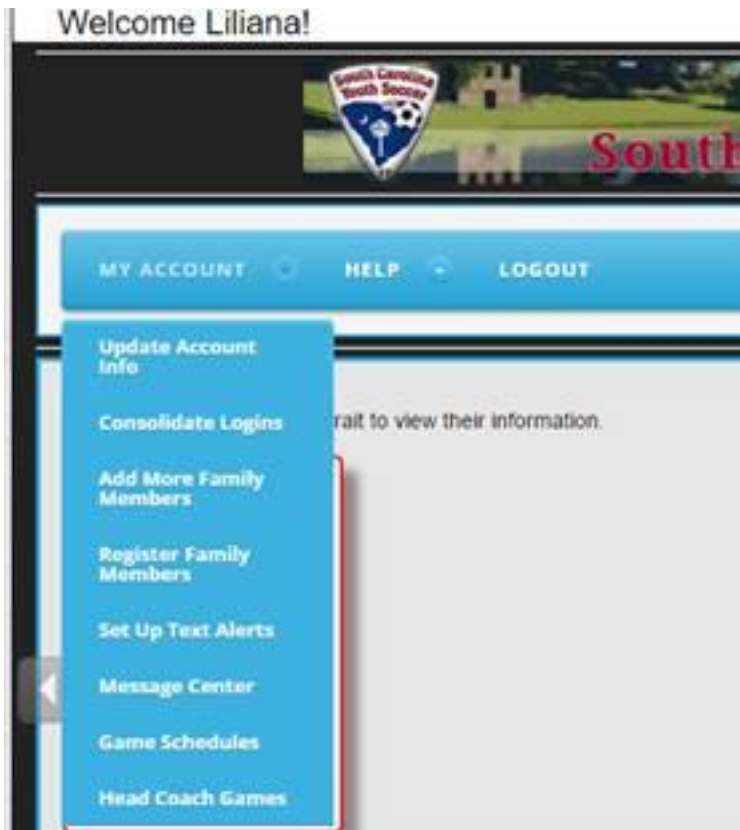 Welcome Liliana!
South Carolina
Youth Soccer
South
MY ACCOUNT HELP LOGOUT
Update Account
Info
Consolidate Logins
rait to view their information.
Add More Family
Members
Register Family
Members
Set Up Text Alerts
Message Center
Game Schedules
Head Coach Games